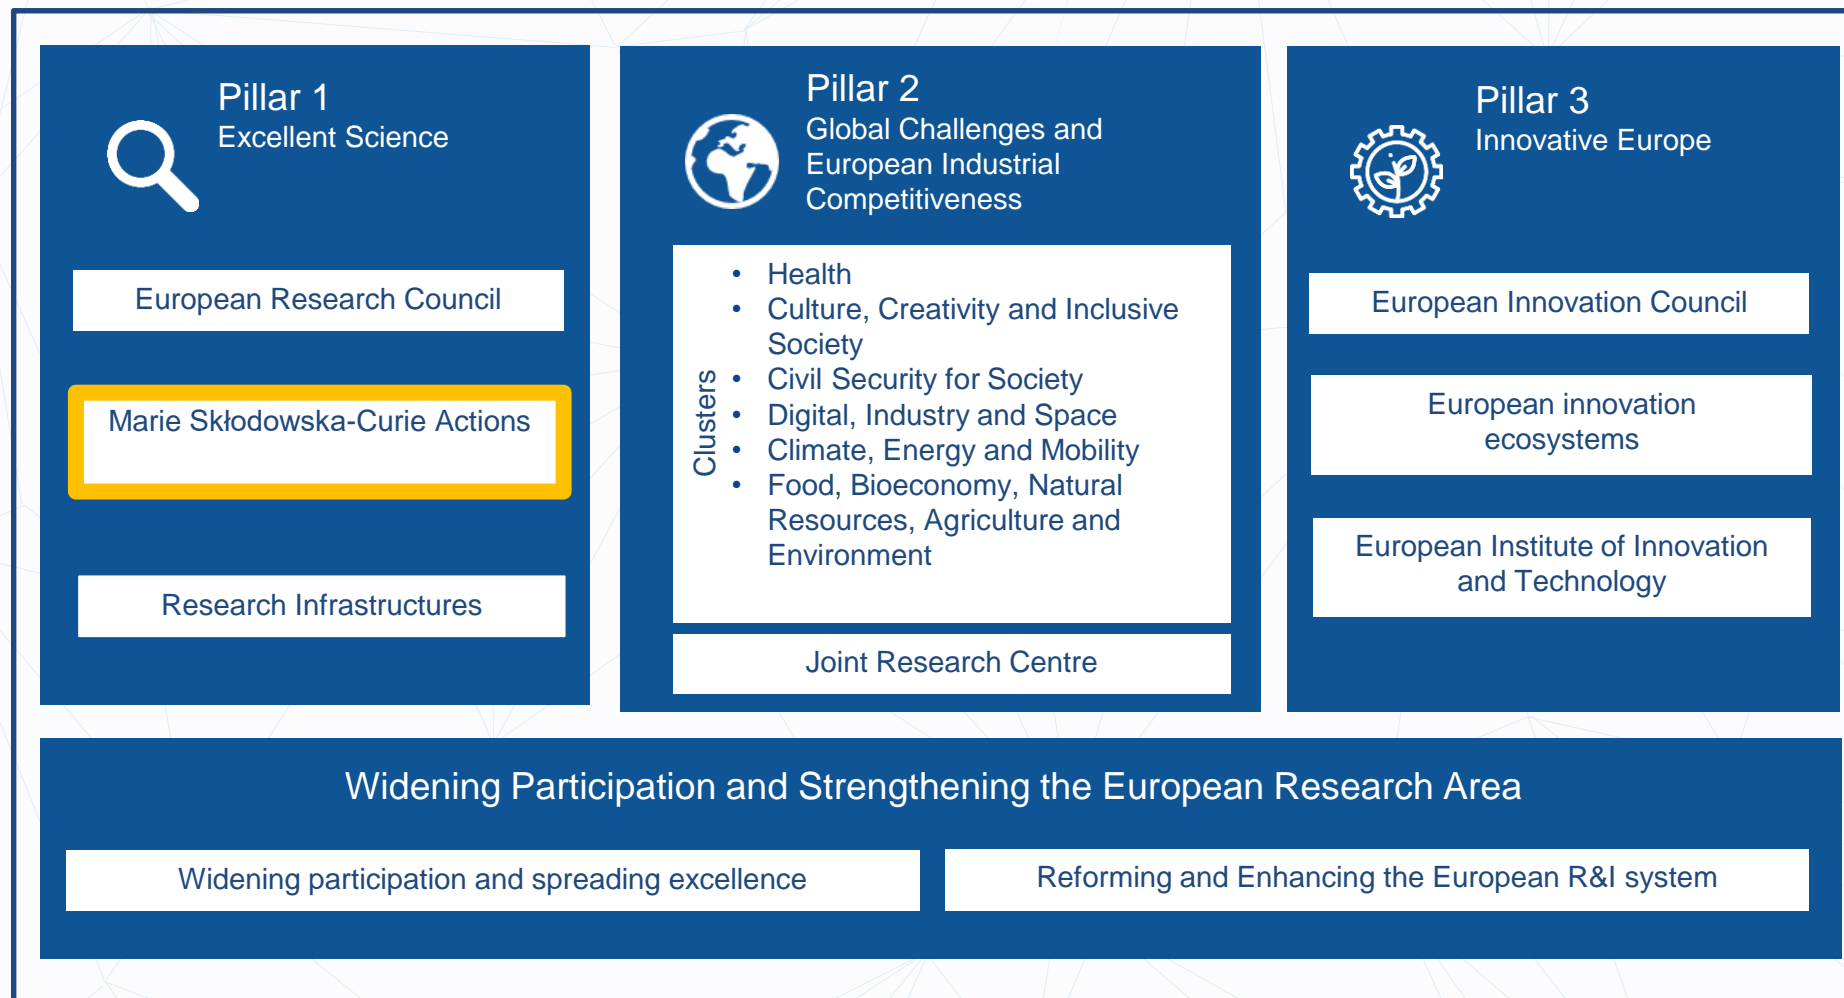 Pillar 1
Excellent Science
European Research Council
Marie Skłodowska-Curie Actions
Research Infrastructures
Pillar 2
Global Challenges and
European Industrial
Competitiveness
Clusters
• Health
• Culture, Creativity and Inclusive
Society
• Civil Security for Society
• Digital, Industry and Space
• Climate, Energy and Mobility
• Food, Bioeconomy, Natural
Resources, Agriculture and
Environment
Joint Research Centre
Pillar 3
Innovative Europe
European Innovation Council
European innovation
ecosystems
European Institute of Innovation
and Technology
Widening Participation and Strengthening the European Research Area
Widening participation and spreading excellence
Reforming and Enhancing the European R&I system